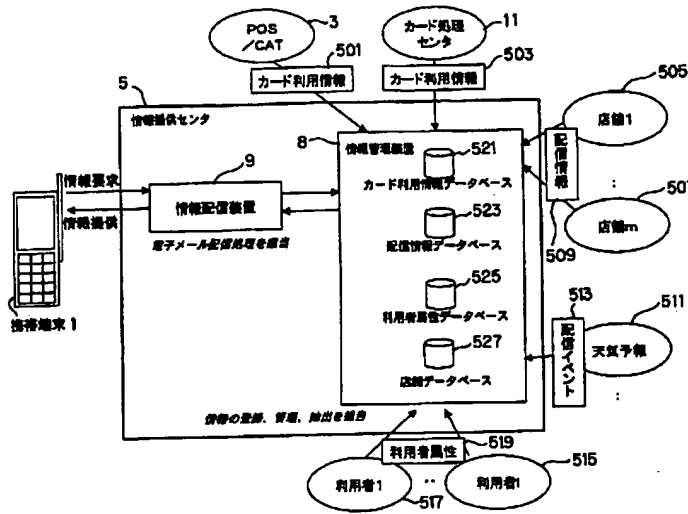 3
POS
/CAT
501
カード利用情報
カード処理
センタ
11
503
カード利用情報
5
情報提供センタ
8
情報管理装置
505
店舗1
配信情報
:
507
店舗m
509
9
情報要求
情報配信装置
情報提供
電子メール配信処理を担当
携帯端末1
521
カード利用情報データベース
523
配信情報データベース
525
利用者属性データベース
527
店舗データベース
513
配信イベント
511
天気予報
:
情報の登録、管理、抽出を担当
利用者属性
519
利用者1
517
‥
利用者l
515